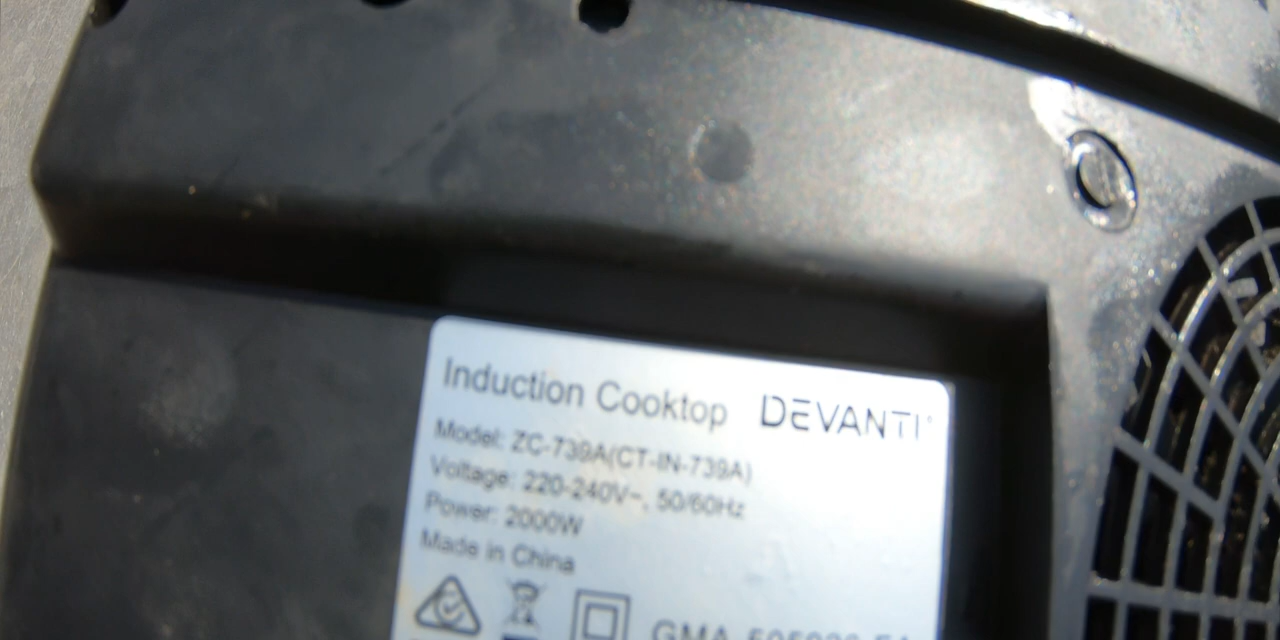 Induction Cooktop DEVANTI
Model: ZC-739A(CT-IN-739A)
Voltage: 220-240V~, 50/60Hz
Power: 2000W
Made in China
GMA